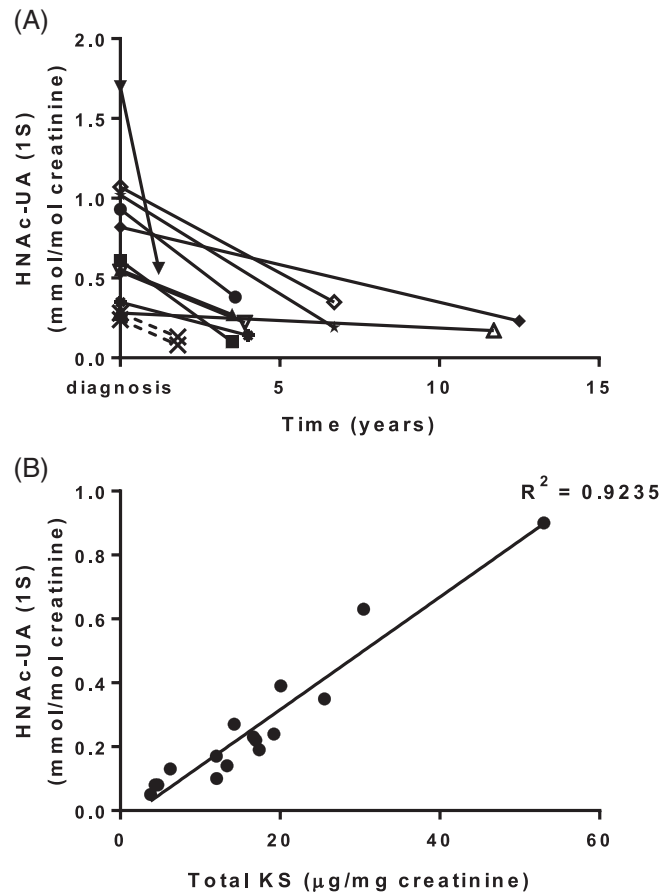 (A)
HNAc-UA (1S)
(mmol/mol creatinine)
2.0
1.5
1.0
0.5
0.0
diagnosis
5
10
15
Time (years)
(B)
HNAc-UA (1S)
(mmol/mol creatinine)
1.0
0.8
0.6
0.4
0.2
0.0
R² = 0.9235
0
20
40
60
Total KS (μg/mg creatinine)